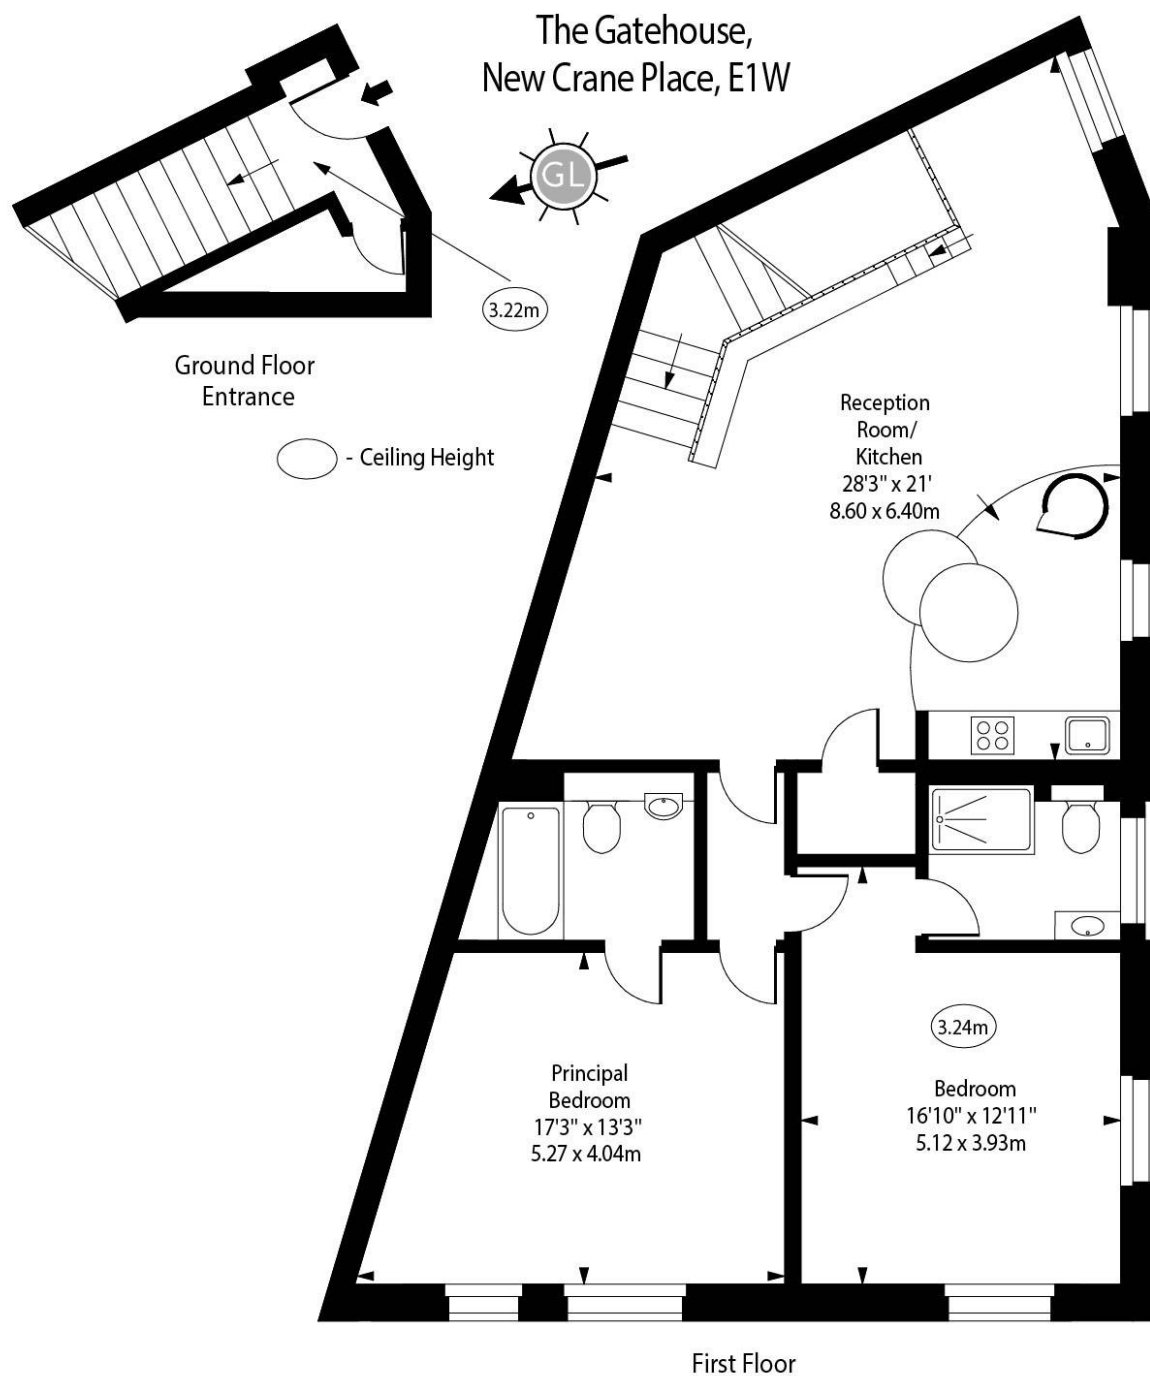 The Gatehouse,
New Crane Place, E1W
GL
3.22m
Ground Floor
Entrance
- Ceiling Height
Reception
Room/
Kitchen
28'3" x 21'
8.60 x 6.40m
3.24m
Principal
Bedroom
17'3" x 13'3"
5.27 x 4.04m
Bedroom
16'10" x 12'11"
5.12 x 3.93m
First Floor